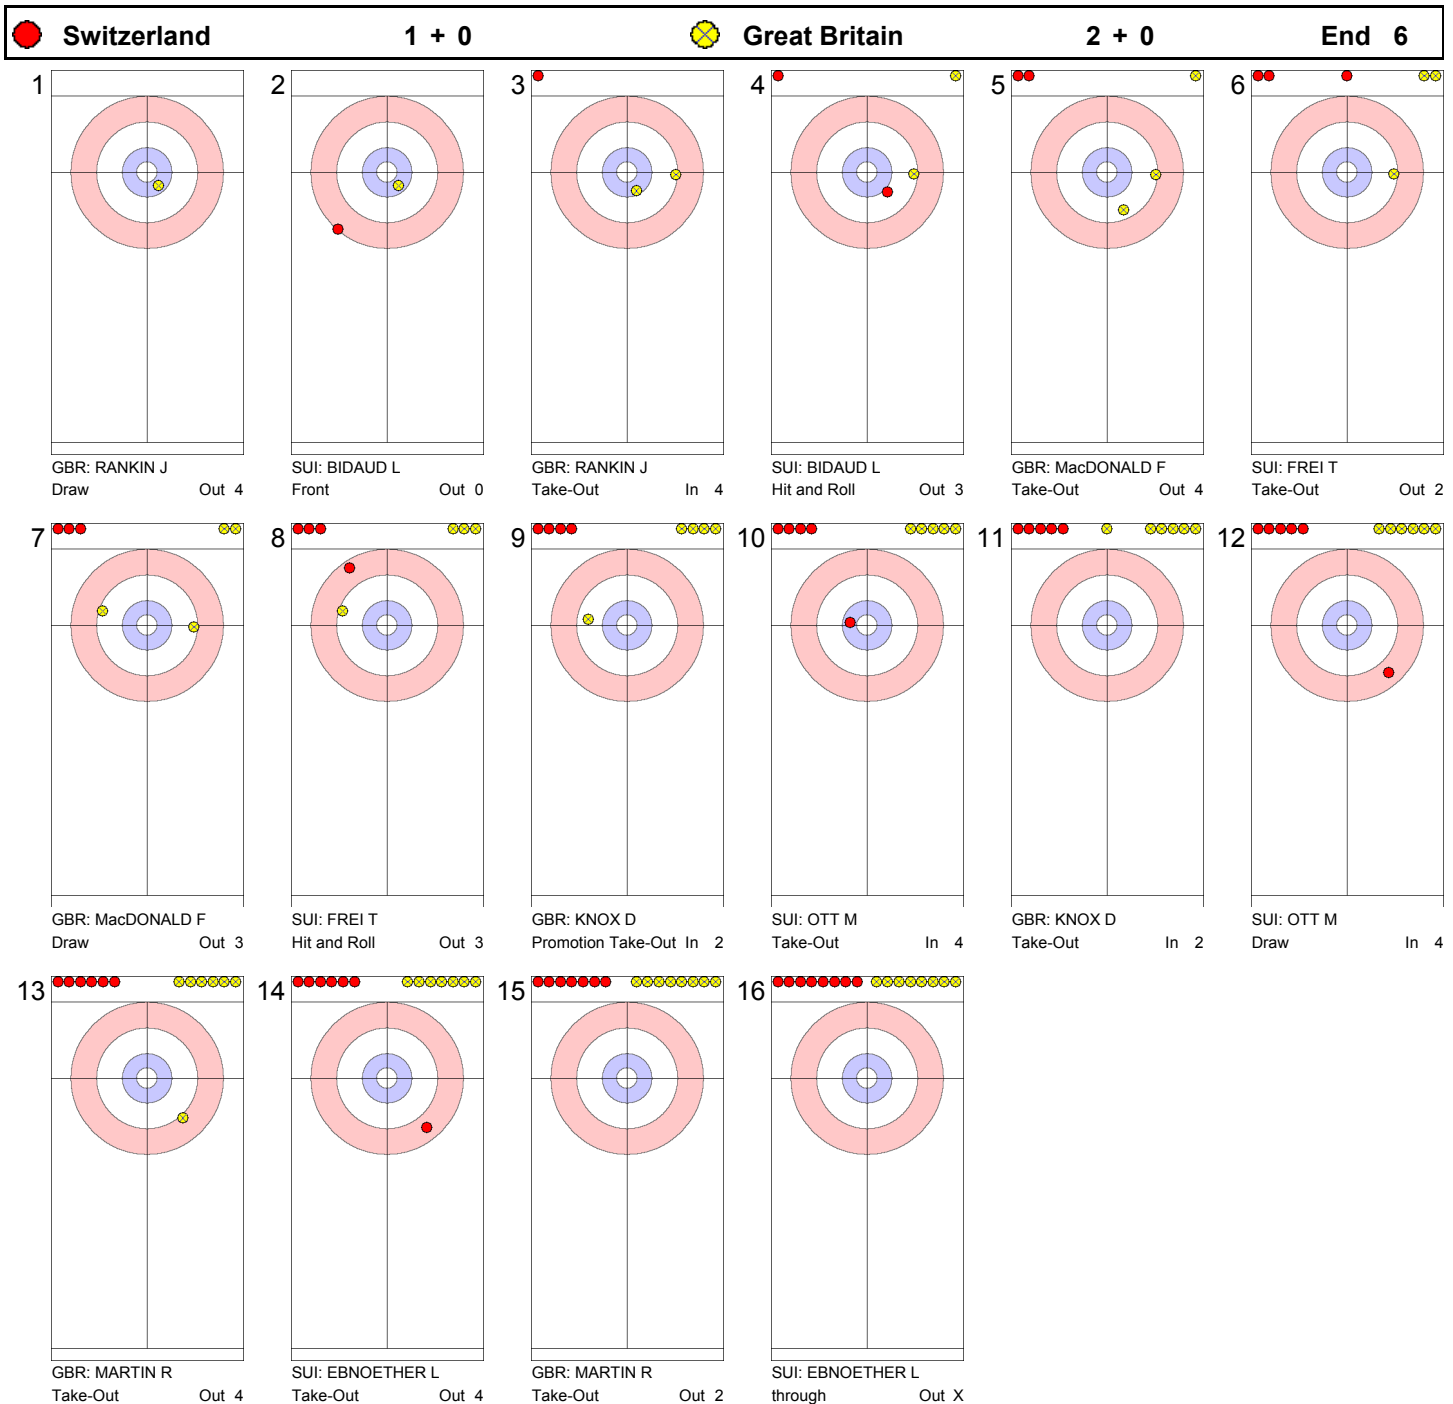 Switzerland 1 + 0 Great Britain 2 + 0 End 6
1 2 3 4 5 6
GBR: RANKIN J SUI: BIDAUD L GBR: RANKIN J SUI: BIDAUD L GBR: MacDONALD F SUI: FREI T
Draw Out 4 Front Out 0 Take-Out In 4 Hit and Roll Out 3 Take-Out Out 4 Take-Out Out 2
7 8 9 10 11 12
GBR: MacDONALD F SUI: FREI T GBR: KNOX D SUI: OTT M GBR: KNOX D SUI: OTT M
Draw Out 3 Hit and Roll Out 3 Promotion Take-Out In 2 Take-Out In 4 Take-Out In 2 Draw In 4
13 14 15 16
GBR: MARTIN R SUI: EBNOETHER L GBR: MARTIN R SUI: EBNOETHER L
Take-Out Out 4 Take-Out Out 4 Take-Out Out 2 through Out X